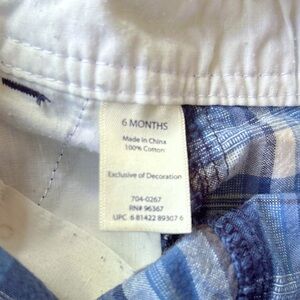 6 MONTHS
Made in China
100% Cotton
Exclusive of Decoration
704-0267
RN# 96367
UPC 6 81422 89307 6